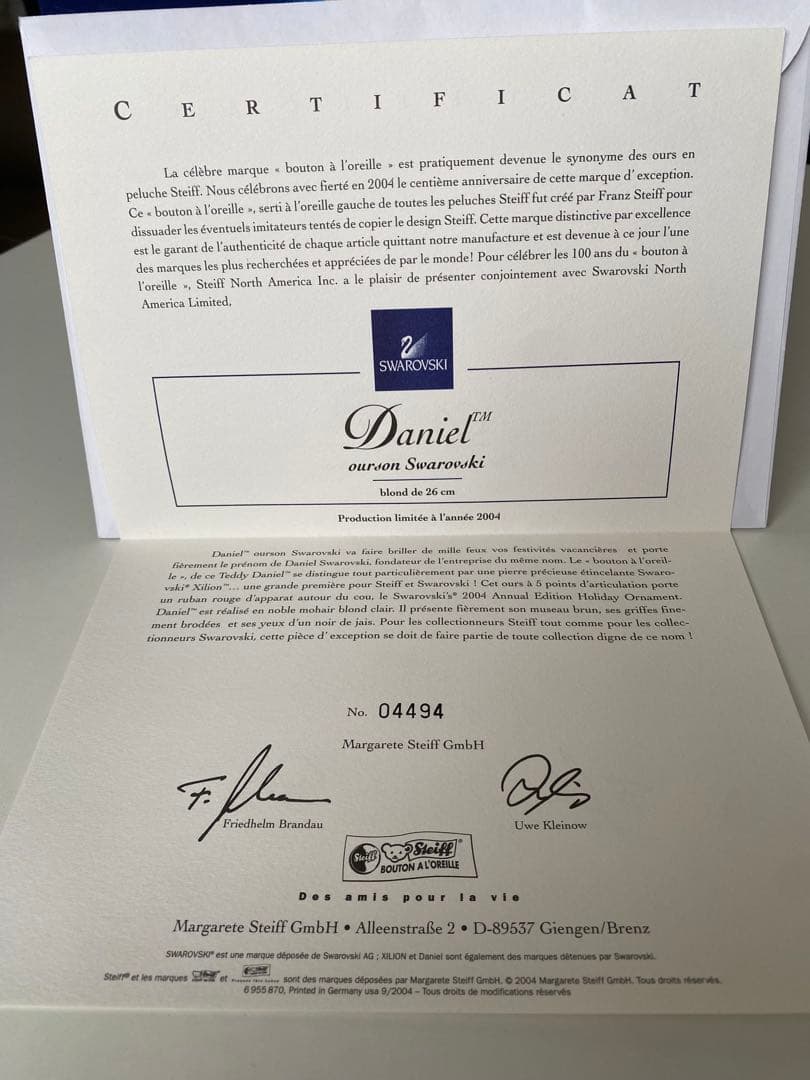 CERTIFICAT
La célèbre marque « bouton à l'oreille » est pratiquement devenue le synonyme des ours en
peluche Steiff. Nous célébrons avec fierté en 2004 le centième anniversaire de cette marque d'exception.
Ce « bouton à l'oreille », serti à l'oreille gauche de toutes les peluches Steiff fut créé par Franz Steiff pour
dissuader les éventuels imitateurs tentés de copier le design Steiff. Cette marque distinctive par excellence
est le garant de l'authenticité de chaque article quittant notre manufacture et est devenue à ce jour l'une
des marques les plus recherchées et appréciées de par le monde! Pour célébrer les 100 ans du « bouton à
l'oreille », Steiff North America Inc. a le plaisir de présenter conjointement avec Swarovski North
America Limited,
SWAROVSKI
Daniel™
ourson Swarovski
blond de 26 cm
Production limitée à l'année 2004
Daniel™ ourson Swarovski va faire briller de mille feux vos festivités vacancières et porte
fièrement le prénom de Daniel Swarovski, fondateur de l'entreprise du même nom. Le « bouton à l'oreil-
le », de ce Teddy Daniel™ se distingue tout particulièrement par une pierre précieuse étincelante Swaro-
vski® Xilion™... une grande première pour Steiff et Swarovski ! Cet ours à 5 points d'articulation porte
un ruban rouge d'apparat autour du cou, le Swarovski's® 2004 Annual Edition Holiday Ornament.
Daniel™ est réalisé en noble mohair blond clair. Il présente fièrement son museau brun, ses griffes fine-
ment brodées et ses yeux d'un noir de jais. Pour les collectionneurs Steiff tout comme pour les collec-
tionneurs Swarovski, cette pièce d'exception se doit de faire partie de toute collection digne de ce nom !
No. 04494
Margarete Steiff GmbH
Friedhelm Brandau
Uwe Kleinow
Steiff
Steiff®
BOUTON A L'OREILLE
Des amis pour la vie
Margarete Steiff GmbH • Alleenstraße 2 • D-89537 Giengen/Brenz
SWAROVSKI® est une marque déposée de Swarovski AG ; XILION et Daniel sont également des marques détenues par Swarovski.
Steiff® et les marques et sont des marques déposées par Margarete Steiff GmbH. © 2004 Margarete Steiff GmbH. Tous droits réservés.
6 955 870, Printed in Germany usa 9/2004 – Tous droits de modifications réservés